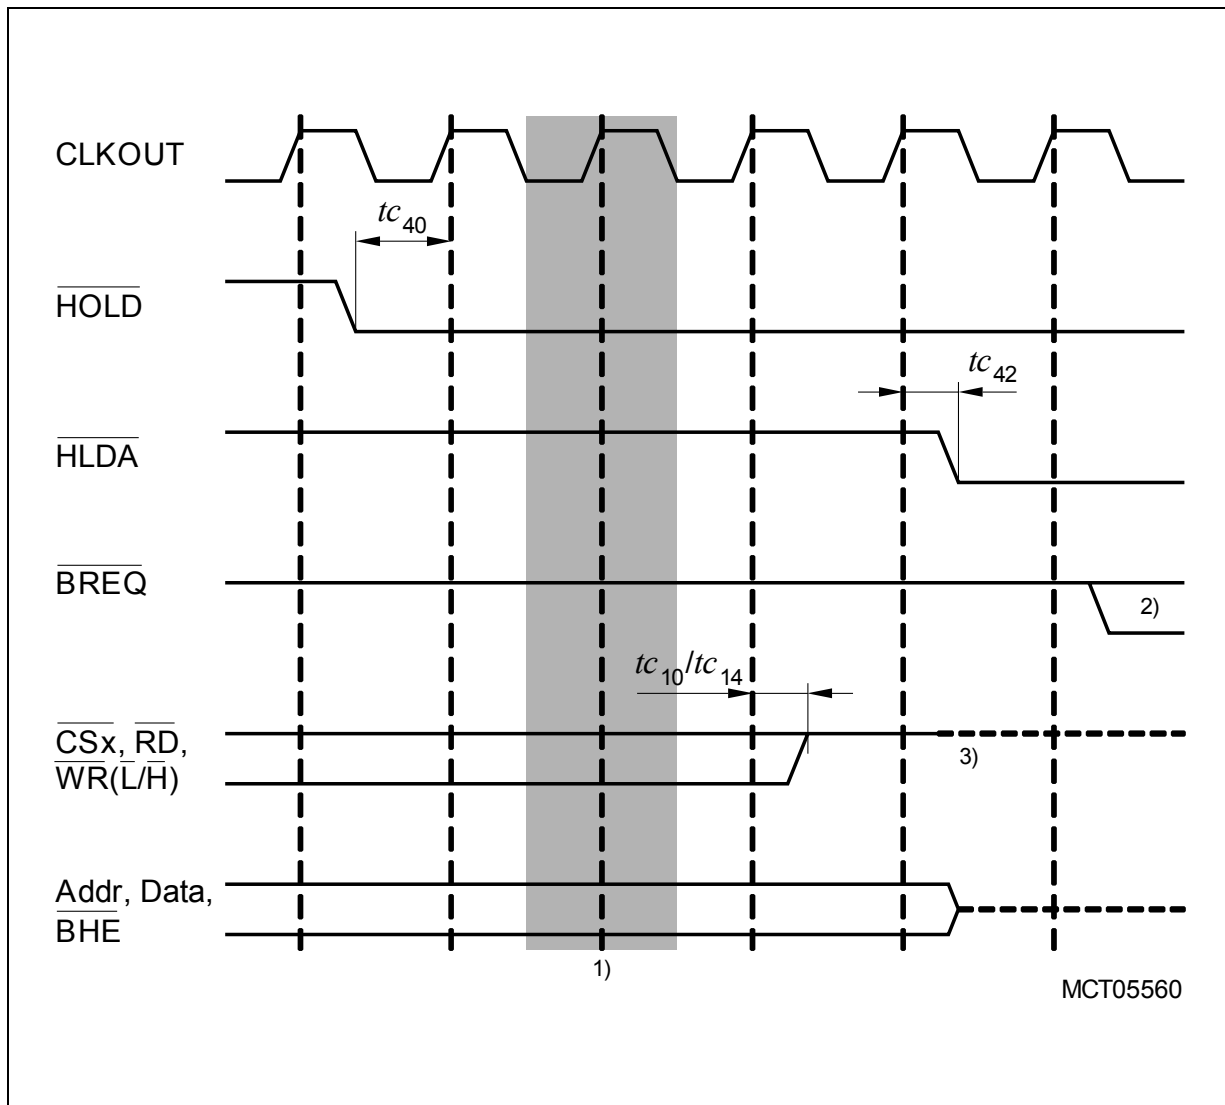 CLKOUT
tc40
HOLD
tc42
HLDA
BREQ
2)
tc10/tc14
CSx, RD,
WR(L/H)
3)
Addr, Data,
BHE
1)
MCT05560